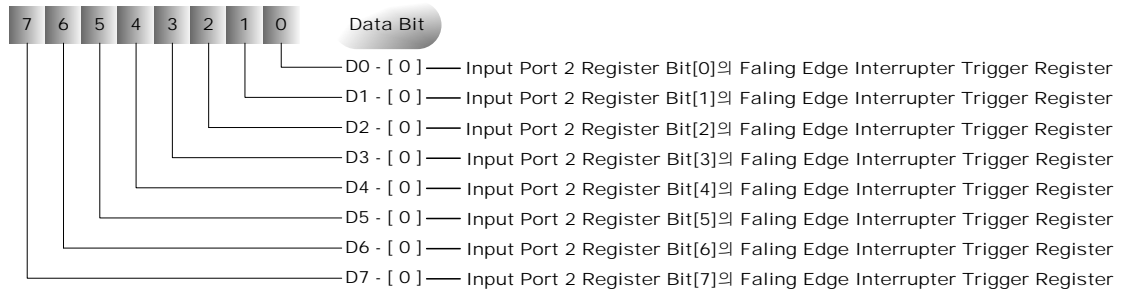 7 6 5 4 3 2 1 0 Data Bit
D0 - [ 0 ] Input Port 2 Register Bit[0]의 Faling Edge Interrupter Trigger Register
D1 - [ 0 ] Input Port 2 Register Bit[1]의 Faling Edge Interrupter Trigger Register
D2 - [ 0 ] Input Port 2 Register Bit[2]의 Faling Edge Interrupter Trigger Register
D3 - [ 0 ] Input Port 2 Register Bit[3]의 Faling Edge Interrupter Trigger Register
D4 - [ 0 ] Input Port 2 Register Bit[4]의 Faling Edge Interrupter Trigger Register
D5 - [ 0 ] Input Port 2 Register Bit[5]의 Faling Edge Interrupter Trigger Register
D6 - [ 0 ] Input Port 2 Register Bit[6]의 Faling Edge Interrupter Trigger Register
D7 - [ 0 ] Input Port 2 Register Bit[7]의 Faling Edge Interrupter Trigger Register